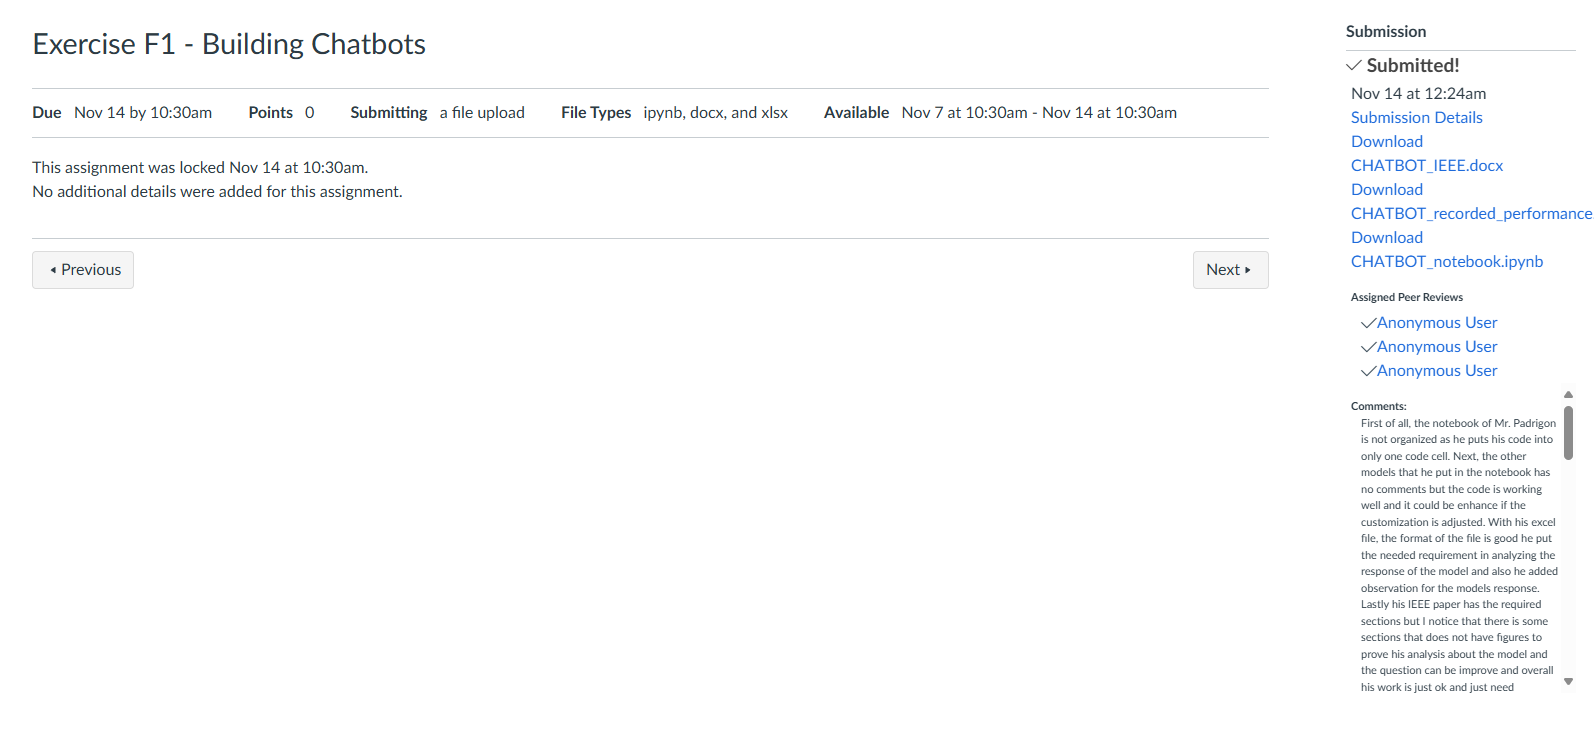 Exercise F1 - Building Chatbots
Due Nov 14 by 10:30am Points 0 Submitting a file upload File Types ipynb, docx, and xlsx Available Nov 7 at 10:30am - Nov 14 at 10:30am
This assignment was locked Nov 14 at 10:30am.
No additional details were added for this assignment.
Previous
Next
Submission
Submitted!
Nov 14 at 12:24am
Submission Details
Download
CHATBOT_IEEE.docx
Download
CHATBOT_recorded_performance
Download
CHATBOT_notebook.ipynb
Assigned Peer Reviews
Anonymous User
Anonymous User
Anonymous User
Comments:
First of all, the notebook of Mr. Padrigon
is not organized as he puts his code into
only one code cell. Next, the other
models that he put in the notebook has
no comments but the code is working
well and it could be enhance if the
customization is adjusted. With his excel
file, the format of the file is good he put
the needed requirement in analyzing the
response of the model and also he added
observation for the models response.
Lastly his IEEE paper has the required
sections but I notice that there is some
sections that does not have figures to
prove his analysis about the model and
the question can be improve and overall
his work is just ok and just need